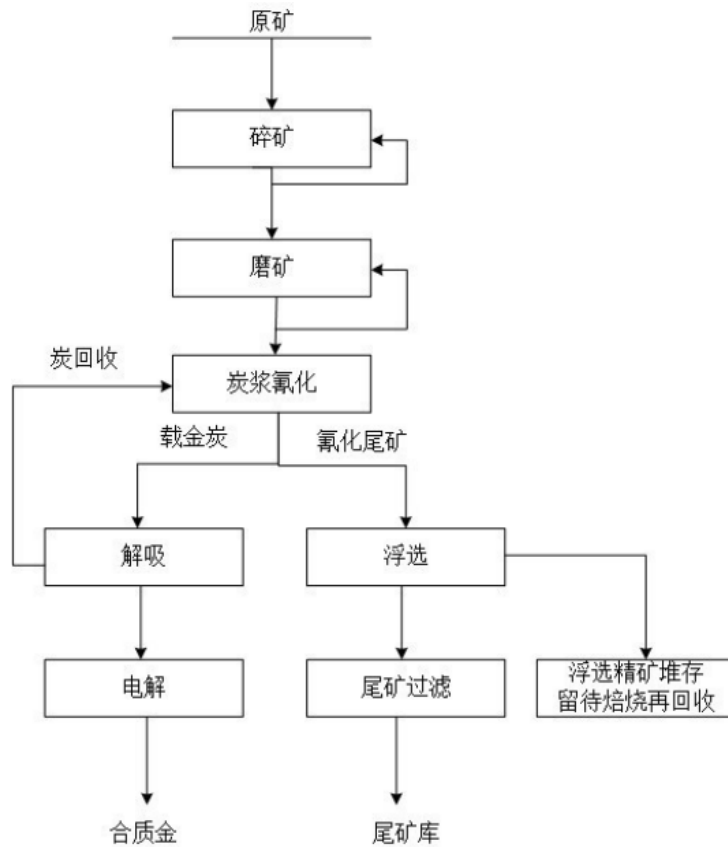 原矿
碎矿
磨矿
炭回收
炭浆氰化
载金炭
氰化尾矿
解吸
浮选
电解
尾矿过滤
浮选精矿堆存
留待焙烧再回收
合质金
尾矿库